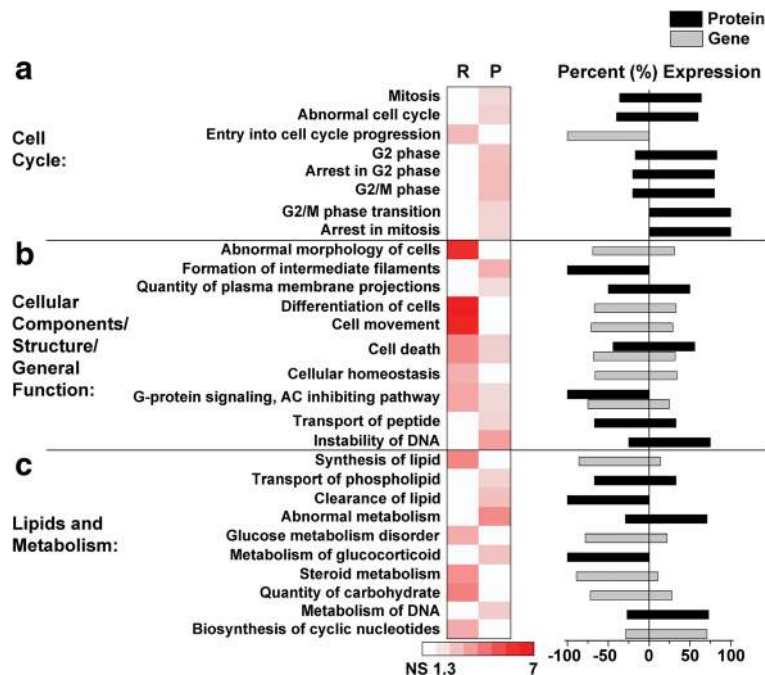 Protein
Gene
a
R P
Percent (%) Expression
Cell
Cycle:
Mitosis
Abnormal cell cycle
Entry into cell cycle progression
G2 phase
Arrest in G2 phase
G2/M phase
G2/M phase transition
Arrest in mitosis
b
Cellular
Components/
Structure/
General
Function:
Abnormal morphology of cells
Formation of intermediate filaments
Quantity of plasma membrane projections
Differentiation of cells
Cell movement
Cell death
Cellular homeostasis
G-protein signaling, AC inhibiting pathway
Transport of peptide
Instability of DNA
c
Lipids and
Metabolism:
Synthesis of lipid
Transport of phospholipid
Clearance of lipid
Abnormal metabolism
Glucose metabolism disorder
Metabolism of glucocorticoid
Steroid metabolism
Quantity of carbohydrate
Metabolism of DNA
Biosynthesis of cyclic nucleotides
NS 1.3 7
-100 -50 0 50 100